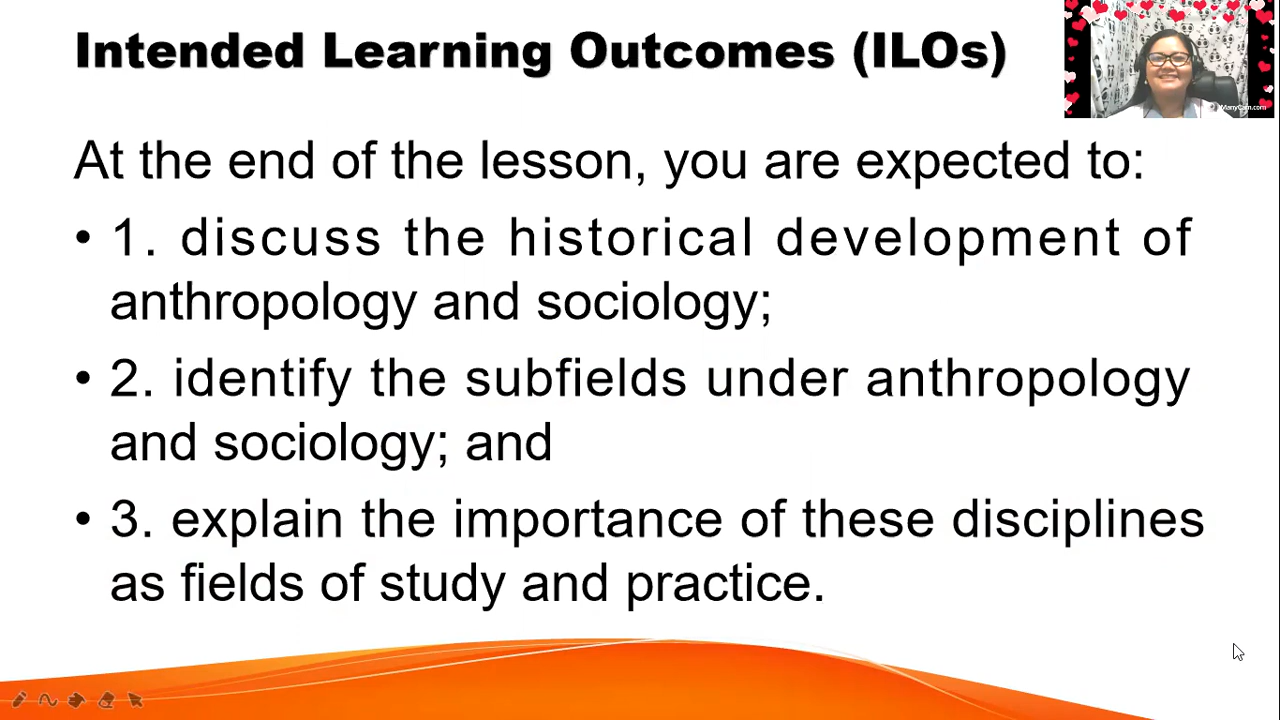 Intended Learning Outcomes (ILOs)
ManyCam.com
At the end of the lesson, you are expected to:
• 1. discuss the historical development of
anthropology and sociology;
• 2. identify the subfields under anthropology
and sociology; and
• 3. explain the importance of these disciplines
as fields of study and practice.